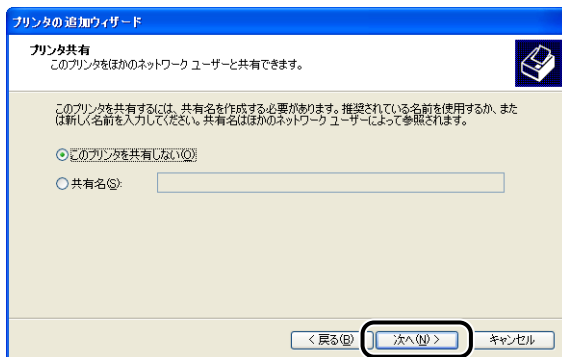 プリンタの追加ウィザード
プリンタ共有
このプリンタをほかのネットワーク ユーザーと共有できます。
このプリンタを共有するには、共有名を作成する必要があります。推奨されている名前を使用するか、また
は新しく名前を入力してください。共有名はほかのネットワーク ユーザーによって参照されます。
このプリンタを共有しない(O)
共有名(S):
< 戻る(B) 次へ(N) > キャンセル